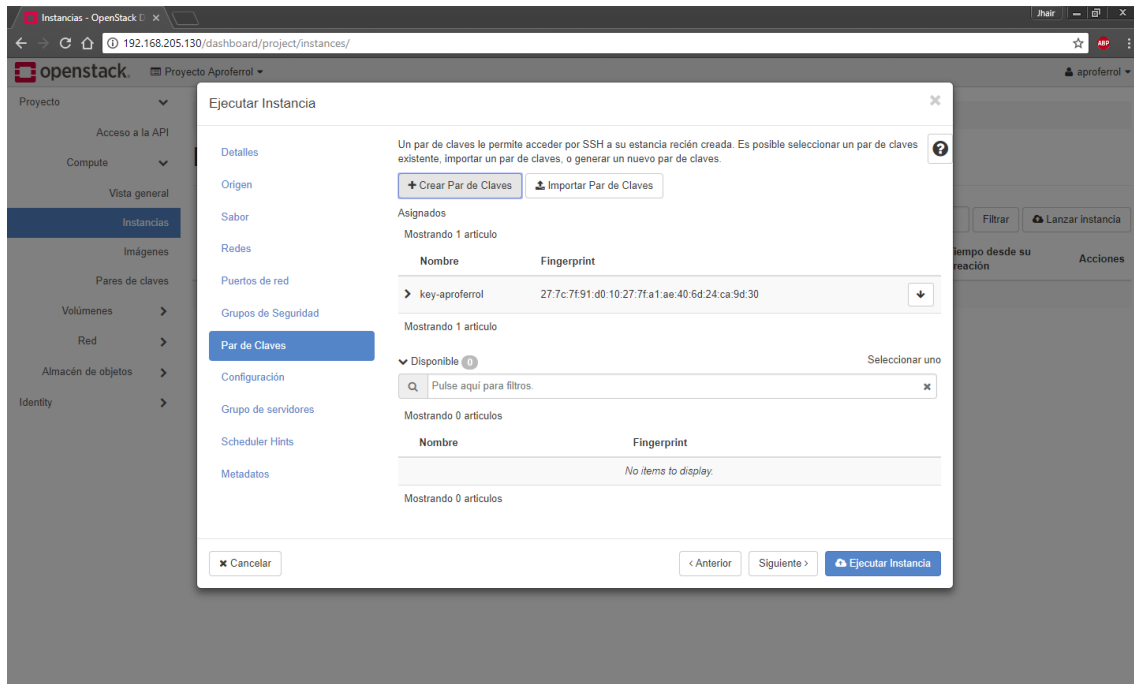 Instancias - OpenStack D
Jhair
192.168.205.130/dashboard/project/instances/
ABP
openstack.
Proyecto Aproferrol
aproferrol
Proyecto
Acceso a la API
Compute
Vista general
Instancias
Imágenes
Pares de claves
Volúmenes
Red
Almacén de objetos
Identity
Ejecutar Instancia
Detalles
Origen
Sabor
Redes
Puertos de red
Grupos de Seguridad
Par de Claves
Configuración
Grupo de servidores
Scheduler Hints
Metadatos
Un par de claves le permite acceder por SSH a su estancia recién creada. Es posible seleccionar un par de claves
existente, importar un par de claves, o generar un nuevo par de claves.
+ Crear Par de Claves
Importar Par de Claves
Asignados
Mostrando 1 articulo
Nombre Fingerprint
key-aproferrol 27:7c:7f:91:d0:10:27:7f:a1:ae:40:6d:24:ca:9d:30
Mostrando 1 articulo
Disponible 0
Seleccionar uno
Pulse aquí para filtros.
Mostrando 0 articulos
Nombre Fingerprint
No items to display.
Mostrando 0 articulos
Cancelar
< Anterior
Siguiente >
Ejecutar Instancia
Filtrar
Lanzar instancia
iempo desde su
reación
Acciones